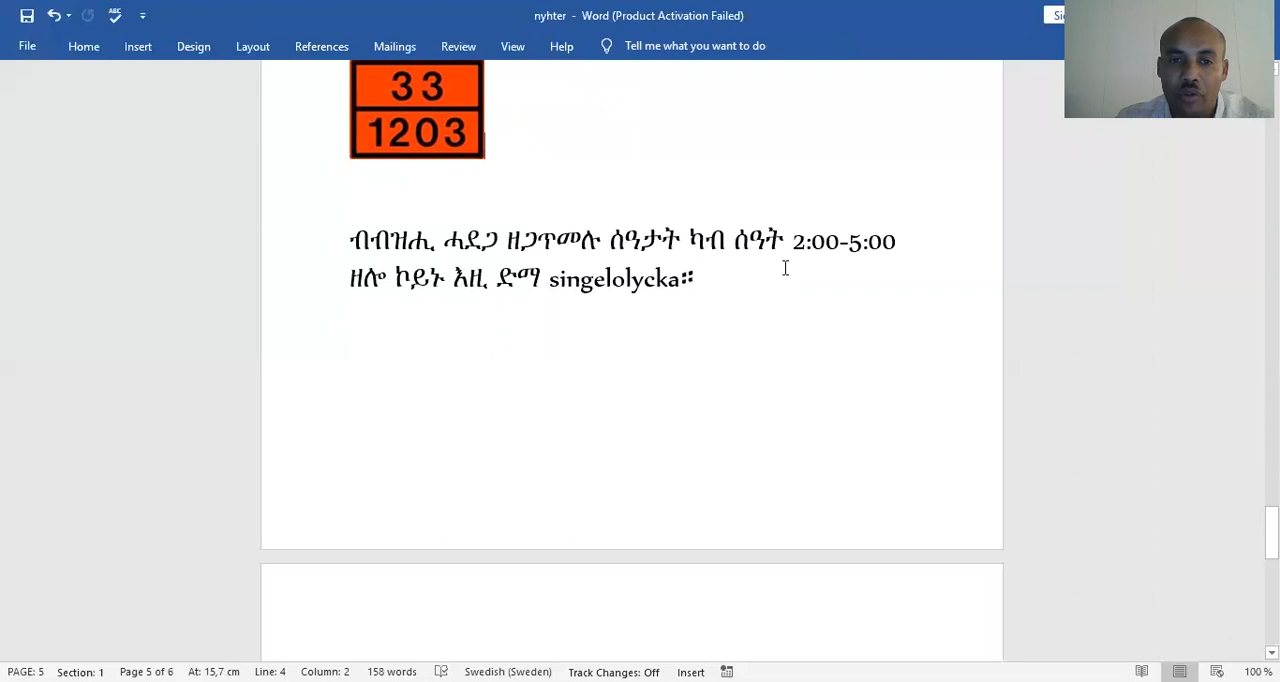 nyhter - Word (Product Activation Failed)
File Home Insert Design Layout References Mailings Review View Help Tell me what you want to do
33
1203
ብብዝሒ ሓደጋ ዘጋጥመሉ ሰዓታት ካብ ሰዓት 2:00-5:00
ዘሎ ኮይኑ እዚ ድማ singelolycka።
PAGE: 5 Section: 1 Page 5 of 6 At: 15,7 cm Line: 4 Column: 2 158 words Swedish (Sweden) Track Changes: Off Insert 100 %